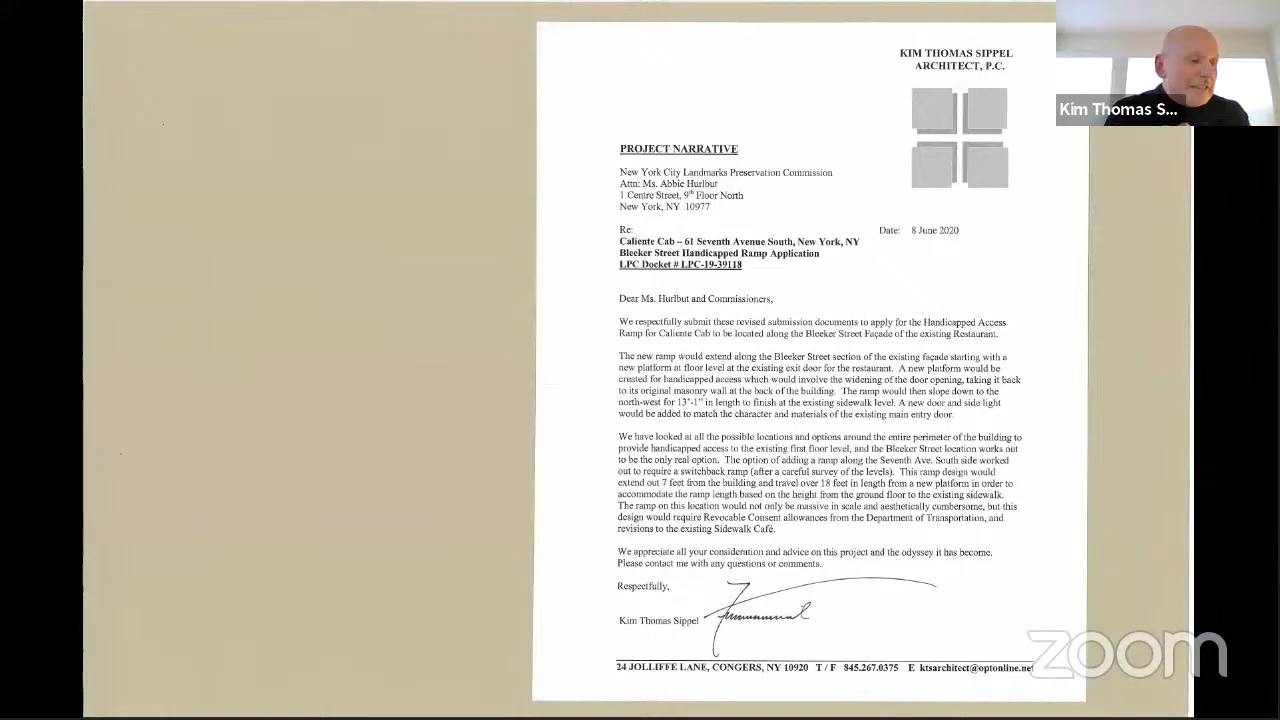 KIM THOMAS SIPPEL
ARCHITECT, P.C.
Kim Thomas S...
PROJECT NARRATIVE
New York City Landmarks Preservation Commission
Attn: Ms. Abbie Hurlbut
1 Centre Street, 9th Floor North
New York, NY 10977
Re:
Date: 8 June 2020
Caliente Cab – 61 Seventh Avenue South, New York, NY
Bleeker Street Handicapped Ramp Application
LPC Docket # LPC-19-39118
Dear Ms. Hurlbut and Commissioners,
We respectfully submit these revised submission documents to apply for the Handicapped Access
Ramp for Caliente Cab to be located along the Bleeker Street Façade of the existing Restaurant.
The new ramp would extend along the Bleeker Street section of the existing façade starting with a
new platform at floor level at the existing exit door for the restaurant. A new platform would be
created for handicapped access which would involve the widening of the door opening, taking it back
to its original masonry wall at the back of the building. The ramp would then slope down to the
north-west for 13'-1" in length to finish at the existing sidewalk level. A new door and side light
would be added to match the character and materials of the existing main entry door.
We have looked at all the possible locations and options around the entire perimeter of the building to
provide handicapped access to the existing first floor level, and the Bleeker Street location works out
to be the only real option. The option of adding a ramp along the Seventh Ave. South side worked
out to require a switchback ramp (after a careful survey of the levels). This ramp design would
extend out 7 feet from the building and travel over 18 feet in length from a new platform in order to
accommodate the ramp length based on the height from the ground floor to the existing sidewalk.
The ramp on this location would not only be massive in scale and aesthetically cumbersome, but this
design would require Revocable Consent allowances from the Department of Transportation, and
revisions to the existing Sidewalk Café.
We appreciate all your consideration and advice on this project and the odyssey it has become.
Please contact me with any questions or comments.
Respectfully,
Kim Thomas Sippel
24 JOLLIFFE LANE, CONGERS, NY 10920 T / F 845.267.0375 E ktsarchitect@optonline.net
zoom